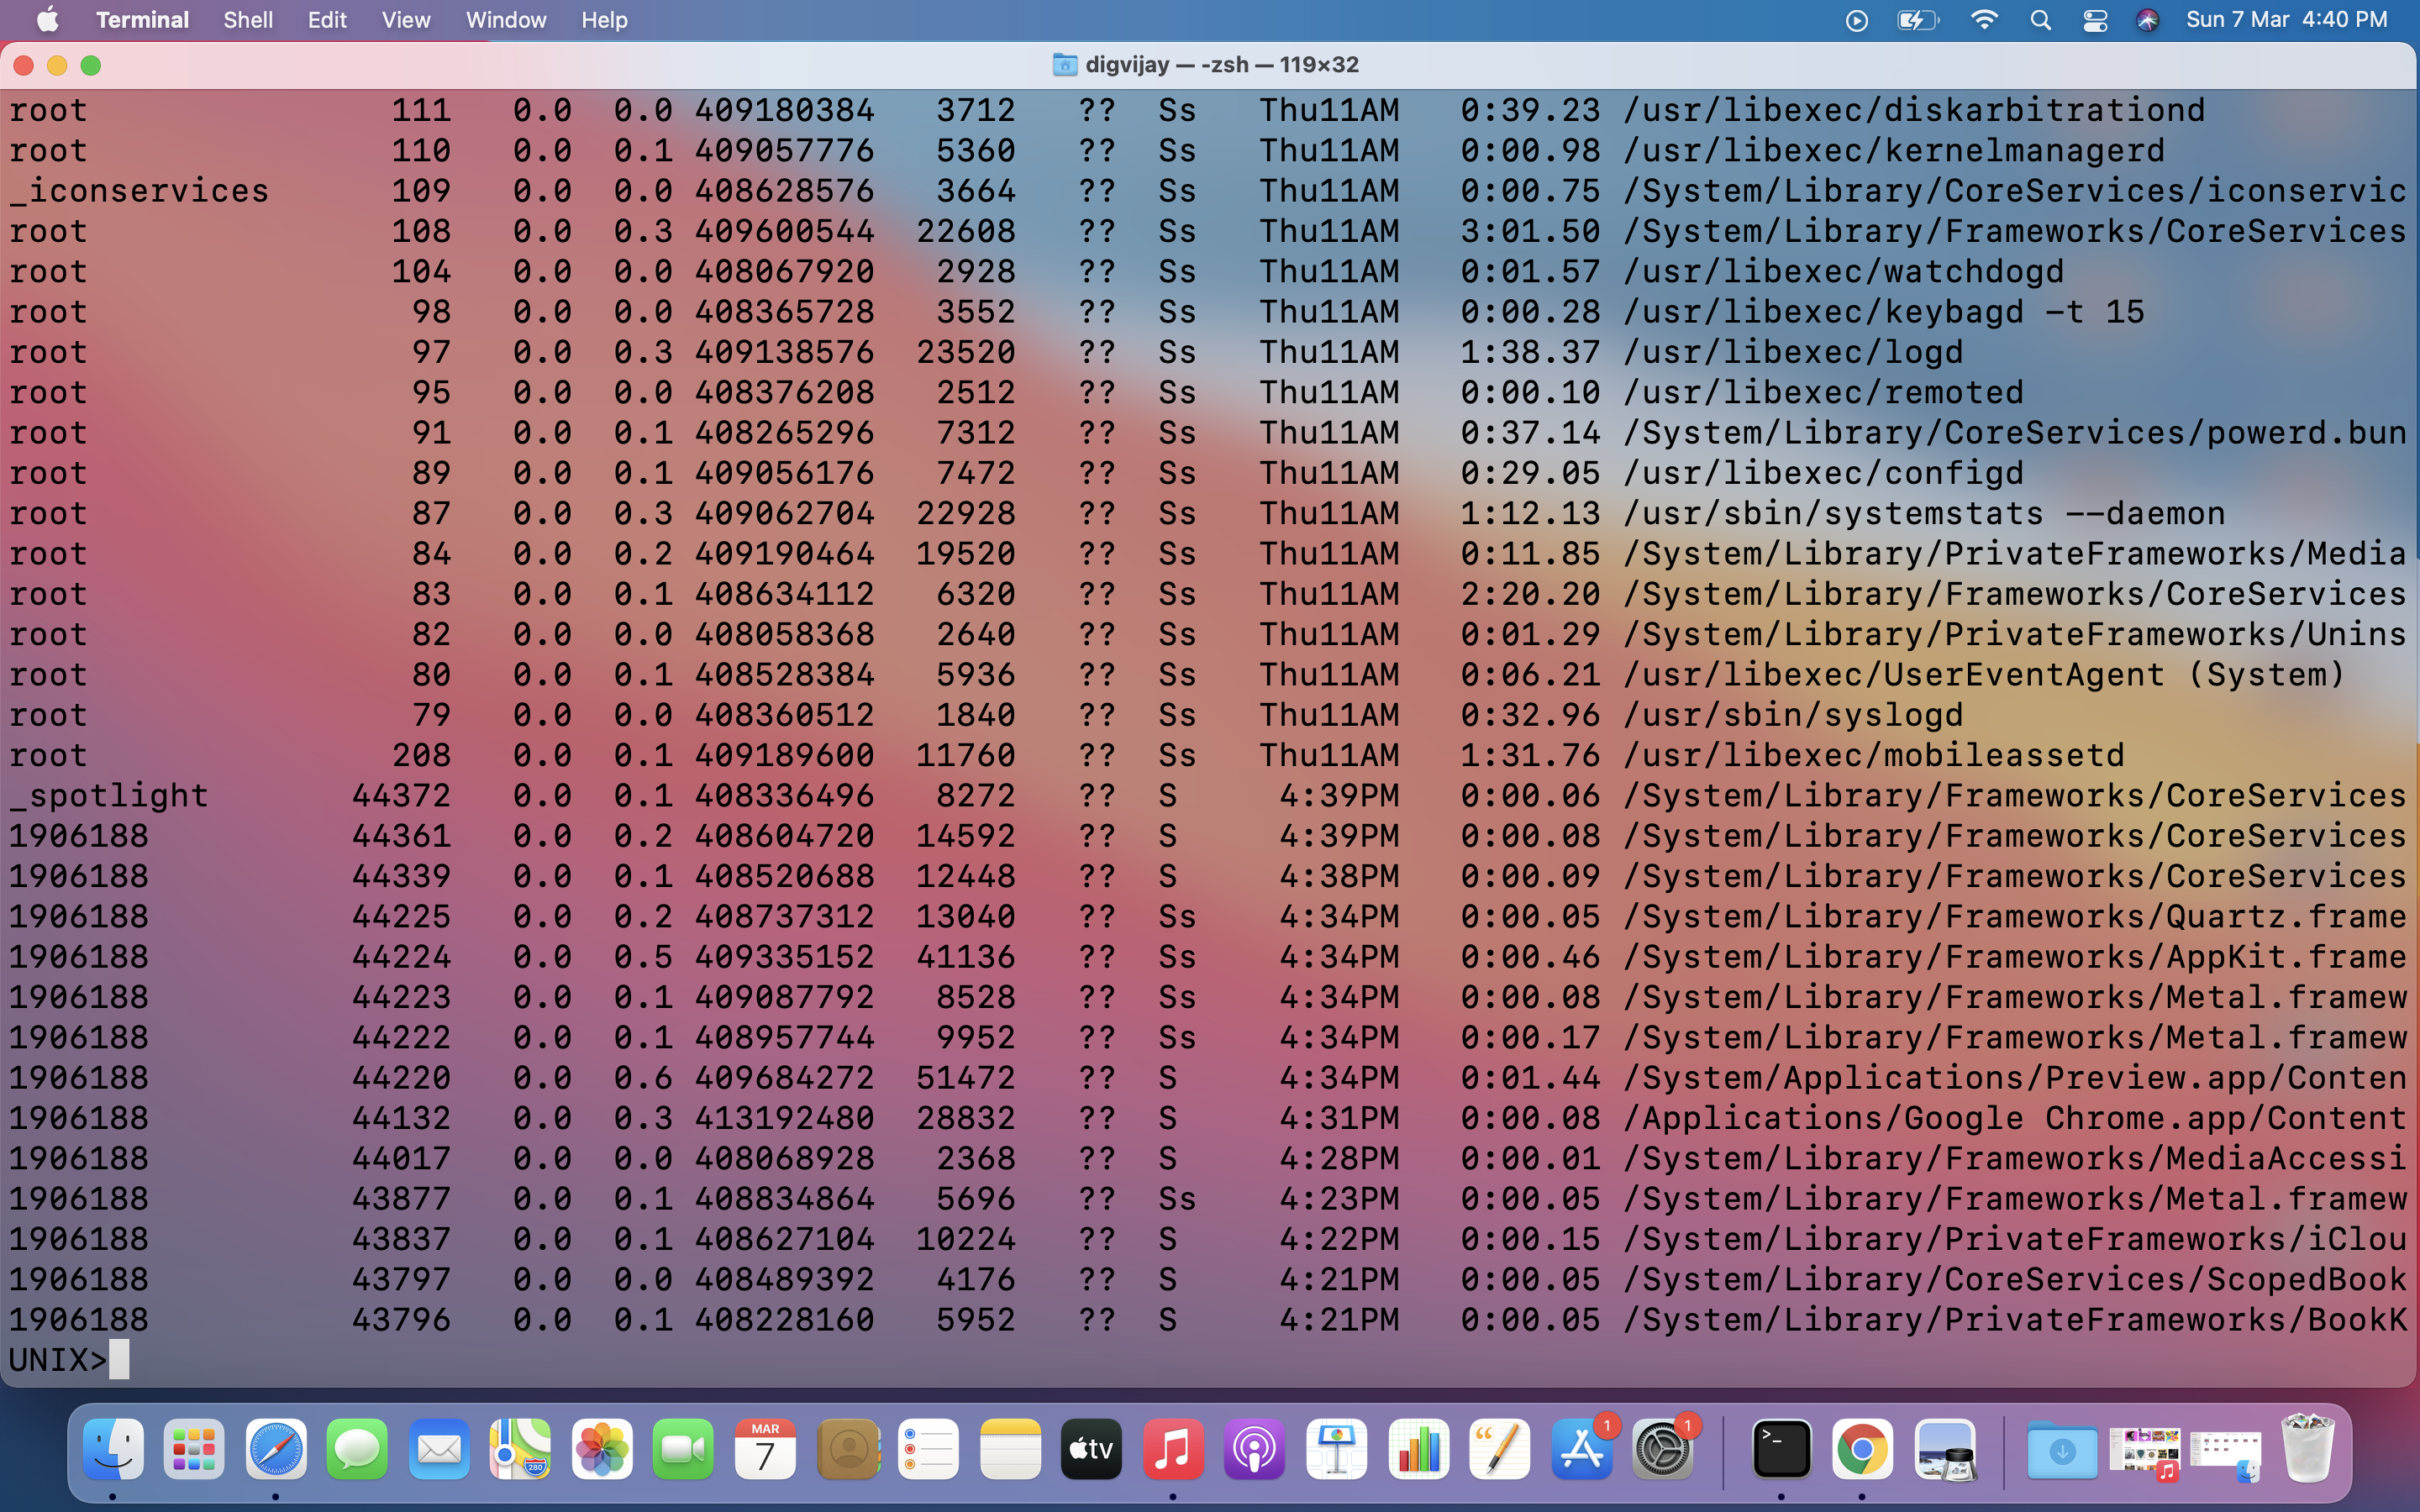 Terminal Shell Edit View Window Help Sun 7 Mar 4:40 PM
digvijay — -zsh — 119×32
root 111 0.0 0.0 409180384 3712 ?? Ss Thu11AM 0:39.23 /usr/libexec/diskarbitrationd
root 110 0.0 0.1 409057776 5360 ?? Ss Thu11AM 0:00.98 /usr/libexec/kernelmanagerd
_iconservices 109 0.0 0.0 408628576 3664 ?? Ss Thu11AM 0:00.75 /System/Library/CoreServices/iconservic
root 108 0.0 0.3 409600544 22608 ?? Ss Thu11AM 3:01.50 /System/Library/Frameworks/CoreServices
root 104 0.0 0.0 408067920 2928 ?? Ss Thu11AM 0:01.57 /usr/libexec/watchdogd
root 98 0.0 0.0 408365728 3552 ?? Ss Thu11AM 0:00.28 /usr/libexec/keybagd -t 15
root 97 0.0 0.3 409138576 23520 ?? Ss Thu11AM 1:38.37 /usr/libexec/logd
root 95 0.0 0.0 408376208 2512 ?? Ss Thu11AM 0:00.10 /usr/libexec/remoted
root 91 0.0 0.1 408265296 7312 ?? Ss Thu11AM 0:37.14 /System/Library/CoreServices/powerd.bun
root 89 0.0 0.1 409056176 7472 ?? Ss Thu11AM 0:29.05 /usr/libexec/configd
root 87 0.0 0.3 409062704 22928 ?? Ss Thu11AM 1:12.13 /usr/sbin/systemstats --daemon
root 84 0.0 0.2 409190464 19520 ?? Ss Thu11AM 0:11.85 /System/Library/PrivateFrameworks/Media
root 83 0.0 0.1 408634112 6320 ?? Ss Thu11AM 2:20.20 /System/Library/Frameworks/CoreServices
root 82 0.0 0.0 408058368 2640 ?? Ss Thu11AM 0:01.29 /System/Library/PrivateFrameworks/Unins
root 80 0.0 0.1 408528384 5936 ?? Ss Thu11AM 0:06.21 /usr/libexec/UserEventAgent (System)
root 79 0.0 0.0 408360512 1840 ?? Ss Thu11AM 0:32.96 /usr/sbin/syslogd
root 208 0.0 0.1 409189600 11760 ?? Ss Thu11AM 1:31.76 /usr/libexec/mobileassetd
_spotlight 44372 0.0 0.1 408336496 8272 ?? S 4:39PM 0:00.06 /System/Library/Frameworks/CoreServices
1906188 44361 0.0 0.2 408604720 14592 ?? S 4:39PM 0:00.08 /System/Library/Frameworks/CoreServices
1906188 44339 0.0 0.1 408520688 12448 ?? S 4:38PM 0:00.09 /System/Library/Frameworks/CoreServices
1906188 44225 0.0 0.2 408737312 13040 ?? Ss 4:34PM 0:00.05 /System/Library/Frameworks/Quartz.frame
1906188 44224 0.0 0.5 409335152 41136 ?? Ss 4:34PM 0:00.46 /System/Library/Frameworks/AppKit.frame
1906188 44223 0.0 0.1 409087792 8528 ?? Ss 4:34PM 0:00.08 /System/Library/Frameworks/Metal.framew
1906188 44222 0.0 0.1 408957744 9952 ?? Ss 4:34PM 0:00.17 /System/Library/Frameworks/Metal.framew
1906188 44220 0.0 0.6 409684272 51472 ?? S 4:34PM 0:01.44 /System/Applications/Preview.app/Conten
1906188 44132 0.0 0.3 413192480 28832 ?? S 4:31PM 0:00.08 /Applications/Google Chrome.app/Content
1906188 44017 0.0 0.0 408068928 2368 ?? S 4:28PM 0:00.01 /System/Library/Frameworks/MediaAccessi
1906188 43877 0.0 0.1 408834864 5696 ?? Ss 4:23PM 0:00.05 /System/Library/Frameworks/Metal.framew
1906188 43837 0.0 0.1 408627104 10224 ?? S 4:22PM 0:00.15 /System/Library/PrivateFrameworks/iClou
1906188 43797 0.0 0.0 408489392 4176 ?? S 4:21PM 0:00.05 /System/Library/CoreServices/ScopedBook
1906188 43796 0.0 0.1 408228160 5952 ?? S 4:21PM 0:00.05 /System/Library/PrivateFrameworks/BookK
UNIX>
280 MAR 7 tv 1 1 >_